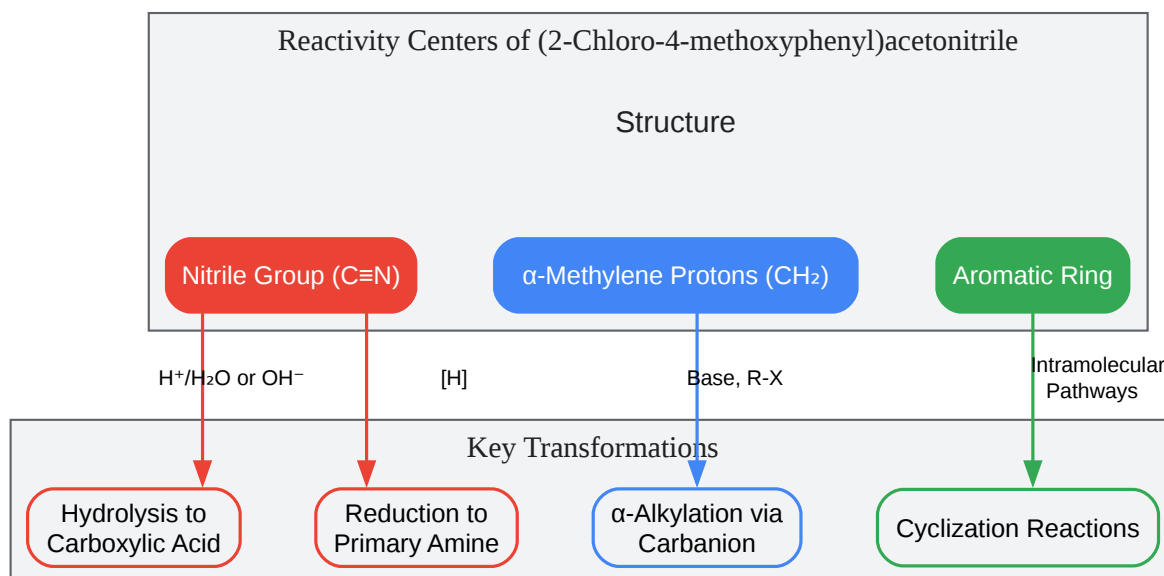 Reactivity Centers of (2-Chloro-4-methoxyphenyl)acetonitrile
Structure
Nitrile Group (C≡N)
α-Methylene Protons (CH₂)
Aromatic Ring
H⁺/H₂O or OH⁻
[H]
Base, R-X
Intramolecular
Pathways
Key Transformations
Hydrolysis to
Carboxylic Acid
Reduction to
Primary Amine
α-Alkylation via
Carbanion
Cyclization Reactions